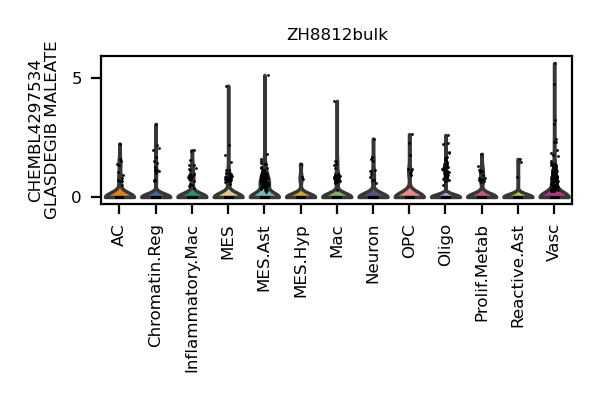 ZH8812bulk
CHEMBL4297534
GLASDEGIB MALEATE
5
0
AC
Chromatin.Reg
Inflammatory.Mac
MES
MES.Ast
MES.Hyp
Mac
Neuron
OPC
Oligo
Prolif.Metab
Reactive.Ast
Vasc